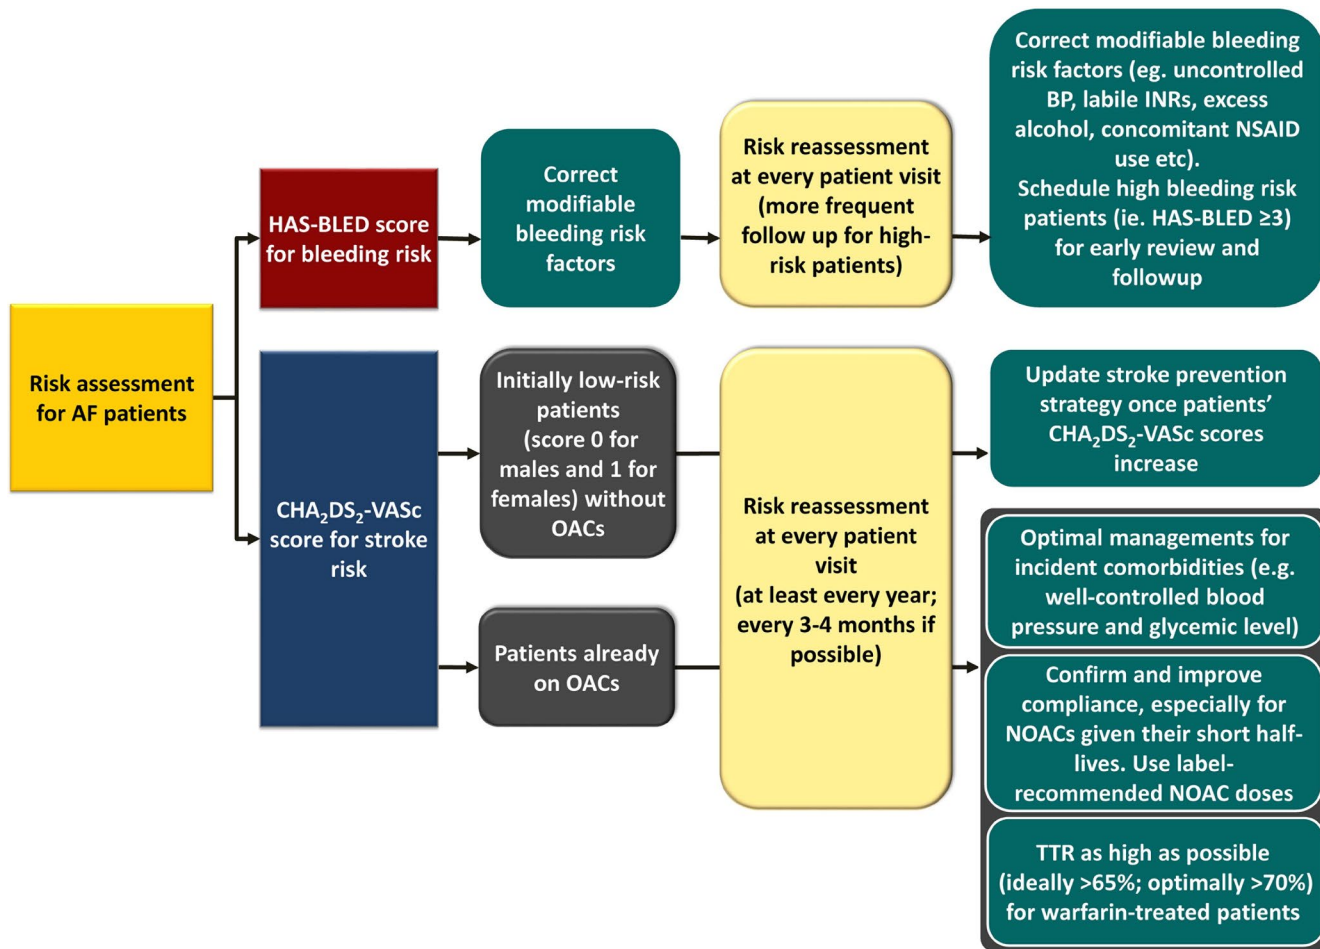 Risk assessment
for AF patients
HAS-BLED score
for bleeding risk
Correct
modifiable
bleeding risk
factors
Risk reassessment
at every patient visit
(more frequent
follow up for high-
risk patients)
Correct modifiable bleeding
risk factors (eg. uncontrolled
BP, labile INRs, excess
alcohol, concomitant NSAID
use etc).
Schedule high bleeding risk
patients (ie. HAS-BLED ≥3)
for early review and
followup
CHA₂DS₂-VASc
score for stroke
risk
Initially low-risk
patients
(score 0 for
males and 1 for
females) without
OACs
Patients already
on OACs
Risk reassessment
at every patient
visit
(at least every year;
every 3-4 months if
possible)
Update stroke prevention
strategy once patients’
CHA₂DS₂-VASc scores
increase
Optimal managements for
incident comorbidities (e.g.
well-controlled blood
pressure and glycemic level)
Confirm and improve
compliance, especially for
NOACs given their short half-
lives. Use label-
recommended NOAC doses
TTR as high as possible
(ideally >65%; optimally >70%)
for warfarin-treated patients